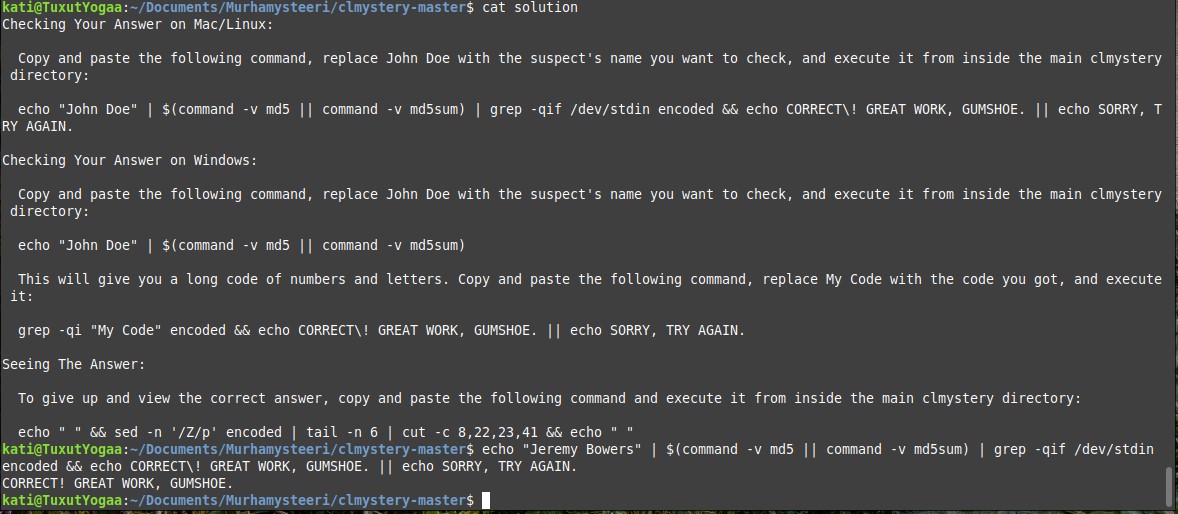 kati@TuxutYogaa:~/Documents/Murhamysteeri/clmystery-master$ cat solution
Checking Your Answer on Mac/Linux:
Copy and paste the following command, replace John Doe with the suspect's name you want to check, and execute it from inside the main clmystery
directory:
echo "John Doe" | $(command -v md5 || command -v md5sum) | grep -qif /dev/stdin encoded && echo CORRECT\! GREAT WORK, GUMSHOE. || echo SORRY, T
RY AGAIN.
Checking Your Answer on Windows:
Copy and paste the following command, replace John Doe with the suspect's name you want to check, and execute it from inside the main clmystery
directory:
echo "John Doe" | $(command -v md5 || command -v md5sum)
This will give you a long code of numbers and letters. Copy and paste the following command, replace My Code with the code you got, and execute
it:
grep -qi "My Code" encoded && echo CORRECT\! GREAT WORK, GUMSHOE. || echo SORRY, TRY AGAIN.
Seeing The Answer:
To give up and view the correct answer, copy and paste the following command and execute it from inside the main clmystery directory:
echo " " && sed -n '/Z/p' encoded | tail -n 6 | cut -c 8,22,23,41 && echo " "
kati@TuxutYogaa:~/Documents/Murhamysteeri/clmystery-master$ echo "Jeremy Bowers" | $(command -v md5 || command -v md5sum) | grep -qif /dev/stdin
encoded && echo CORRECT\! GREAT WORK, GUMSHOE. || echo SORRY, TRY AGAIN.
CORRECT! GREAT WORK, GUMSHOE.
kati@TuxutYogaa:~/Documents/Murhamysteeri/clmystery-master$